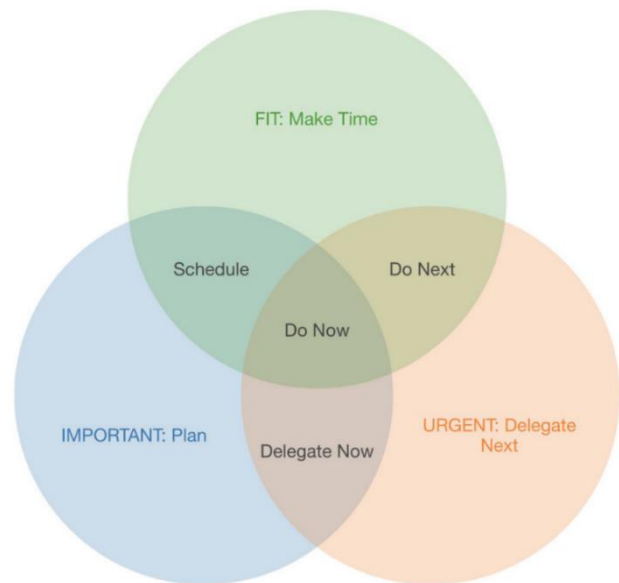 FIT: Make Time
Schedule
Do Next
Do Now
IMPORTANT: Plan
URGENT: Delegate
Next
Delegate Now